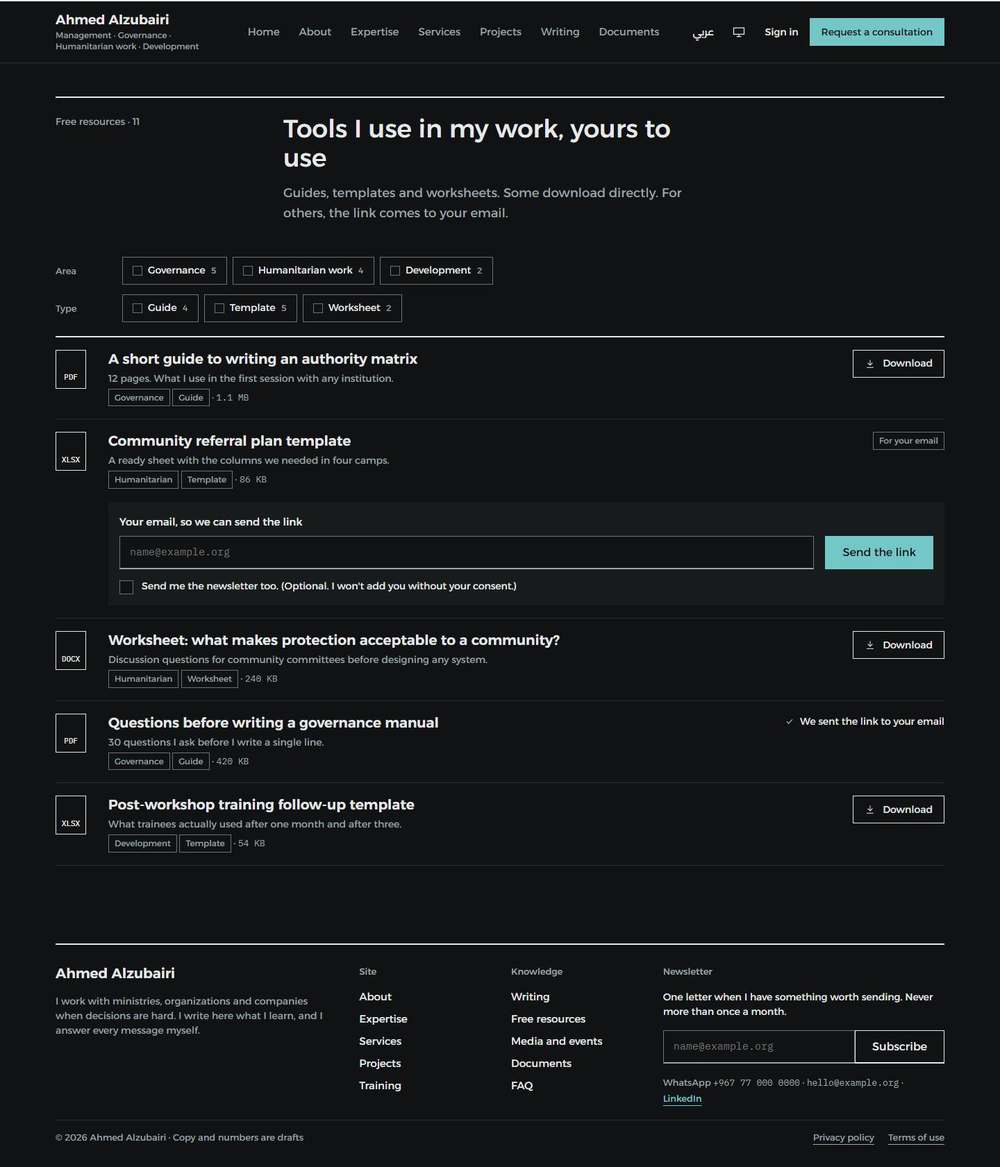 Ahmed Alzubairi
Management · Governance ·
Humanitarian work · Development
Home About Expertise Services Projects Writing Documents عربي Sign in Request a consultation
Free resources · 11
Tools I use in my work, yours to
use
Guides, templates and worksheets. Some download directly. For
others, the link comes to your email.
Area Governance 5 Humanitarian work 4 Development 2
Type Guide 4 Template 5 Worksheet 2
PDF
A short guide to writing an authority matrix
Download
12 pages. What I use in the first session with any institution.
Governance Guide · 1.1 MB
XLSX
Community referral plan template
For your email
A ready sheet with the columns we needed in four camps.
Humanitarian Template · 86 KB
Your email, so we can send the link
name@example.org Send the link
Send me the newsletter too. (Optional. I won't add you without your consent.)
DOCX
Worksheet: what makes protection acceptable to a community?
Download
Discussion questions for community committees before designing any system.
Humanitarian Worksheet · 240 KB
PDF
Questions before writing a governance manual
We sent the link to your email
30 questions I ask before I write a single line.
Governance Guide · 420 KB
XLSX
Post-workshop training follow-up template
Download
What trainees actually used after one month and after three.
Development Template · 54 KB
Ahmed Alzubairi
I work with ministries, organizations and companies
when decisions are hard. I write here what I learn, and I
answer every message myself.
Site
About
Expertise
Services
Projects
Training
Knowledge
Writing
Free resources
Media and events
Documents
FAQ
Newsletter
One letter when I have something worth sending. Never
more than once a month.
name@example.org Subscribe
WhatsApp +967 77 000 0000 · hello@example.org ·
LinkedIn
© 2026 Ahmed Alzubairi · Copy and numbers are drafts
Privacy policy Terms of use